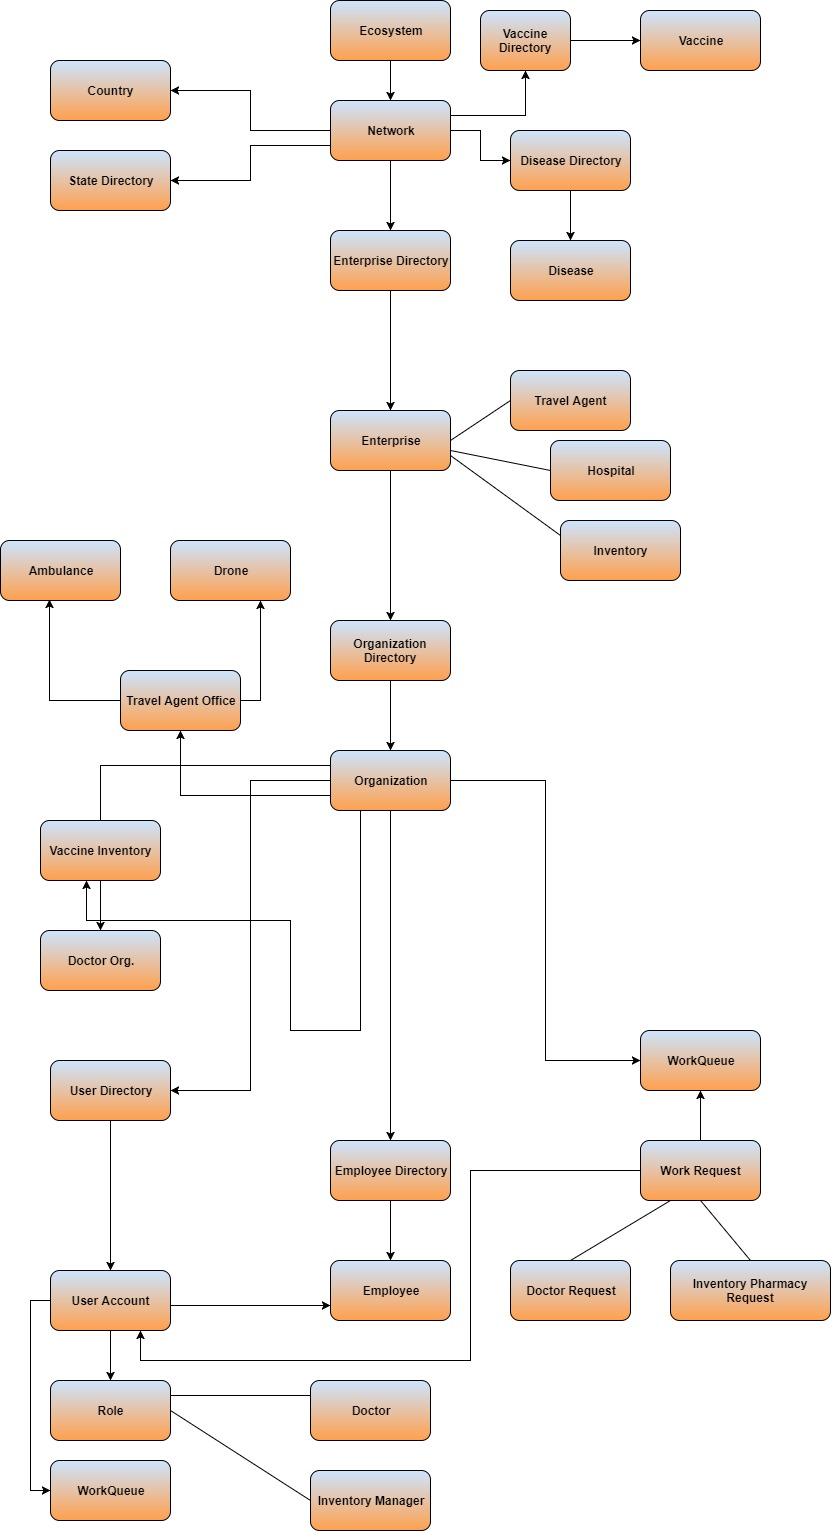 Ecosystem
Vaccine
Directory
Vaccine
Country
Network
State Directory
Disease Directory
Enterprise Directory
Disease
Travel Agent
Enterprise
Hospital
Inventory
Ambulance
Drone
Organization
Directory
Travel Agent Office
Organization
Vaccine Inventory
Doctor Org.
WorkQueue
User Directory
Employee Directory
Work Request
User Account
Employee
Doctor Request
Inventory Pharmacy
Request
Role
Doctor
WorkQueue
Inventory Manager